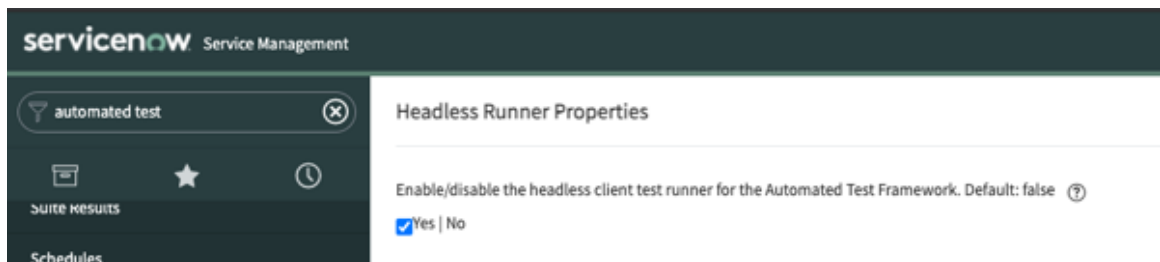 servicenow Service Management
automated test
Headless Runner Properties
Enable/disable the headless client test runner for the Automated Test Framework. Default: false ?
Yes | No
Suite Results
Schedules